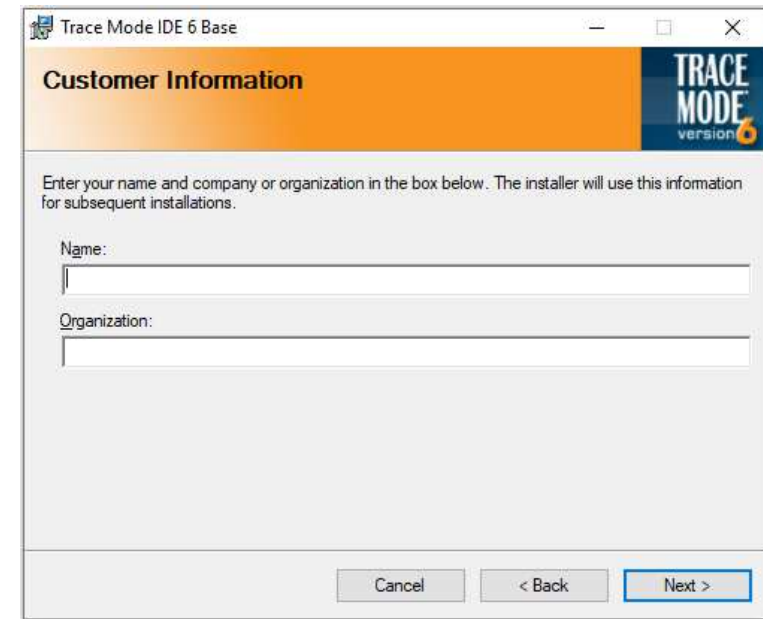 Trace Mode IDE 6 Base
Customer Information
TRACE
MODE
version 6
Enter your name and company or organization in the box below. The installer will use this information
for subsequent installations.
Name:
Organization:
Cancel
< Back
Next >